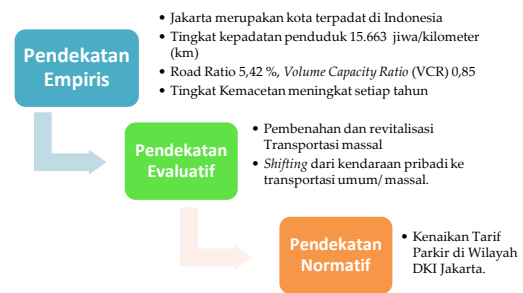 Pendekatan
Empiris
• Jakarta merupakan kota terpadat di Indonesia
• Tingkat kepadatan penduduk 15.663 jiwa/kilometer
(km)
• Road Ratio 5,42 %, Volume Capacity Ratio (VCR) 0,85
• Tingkat Kemacetan meningkat setiap tahun
Pendekatan
Evaluatif
• Pembenahan dan revitalisasi
Transportasi massal
• Shifting dari kendaraan pribadi ke
transportasi umum/ massal.
Pendekatan
Normatif
• Kenaikan Tarif
Parkir di Wilayah
DKI Jakarta.